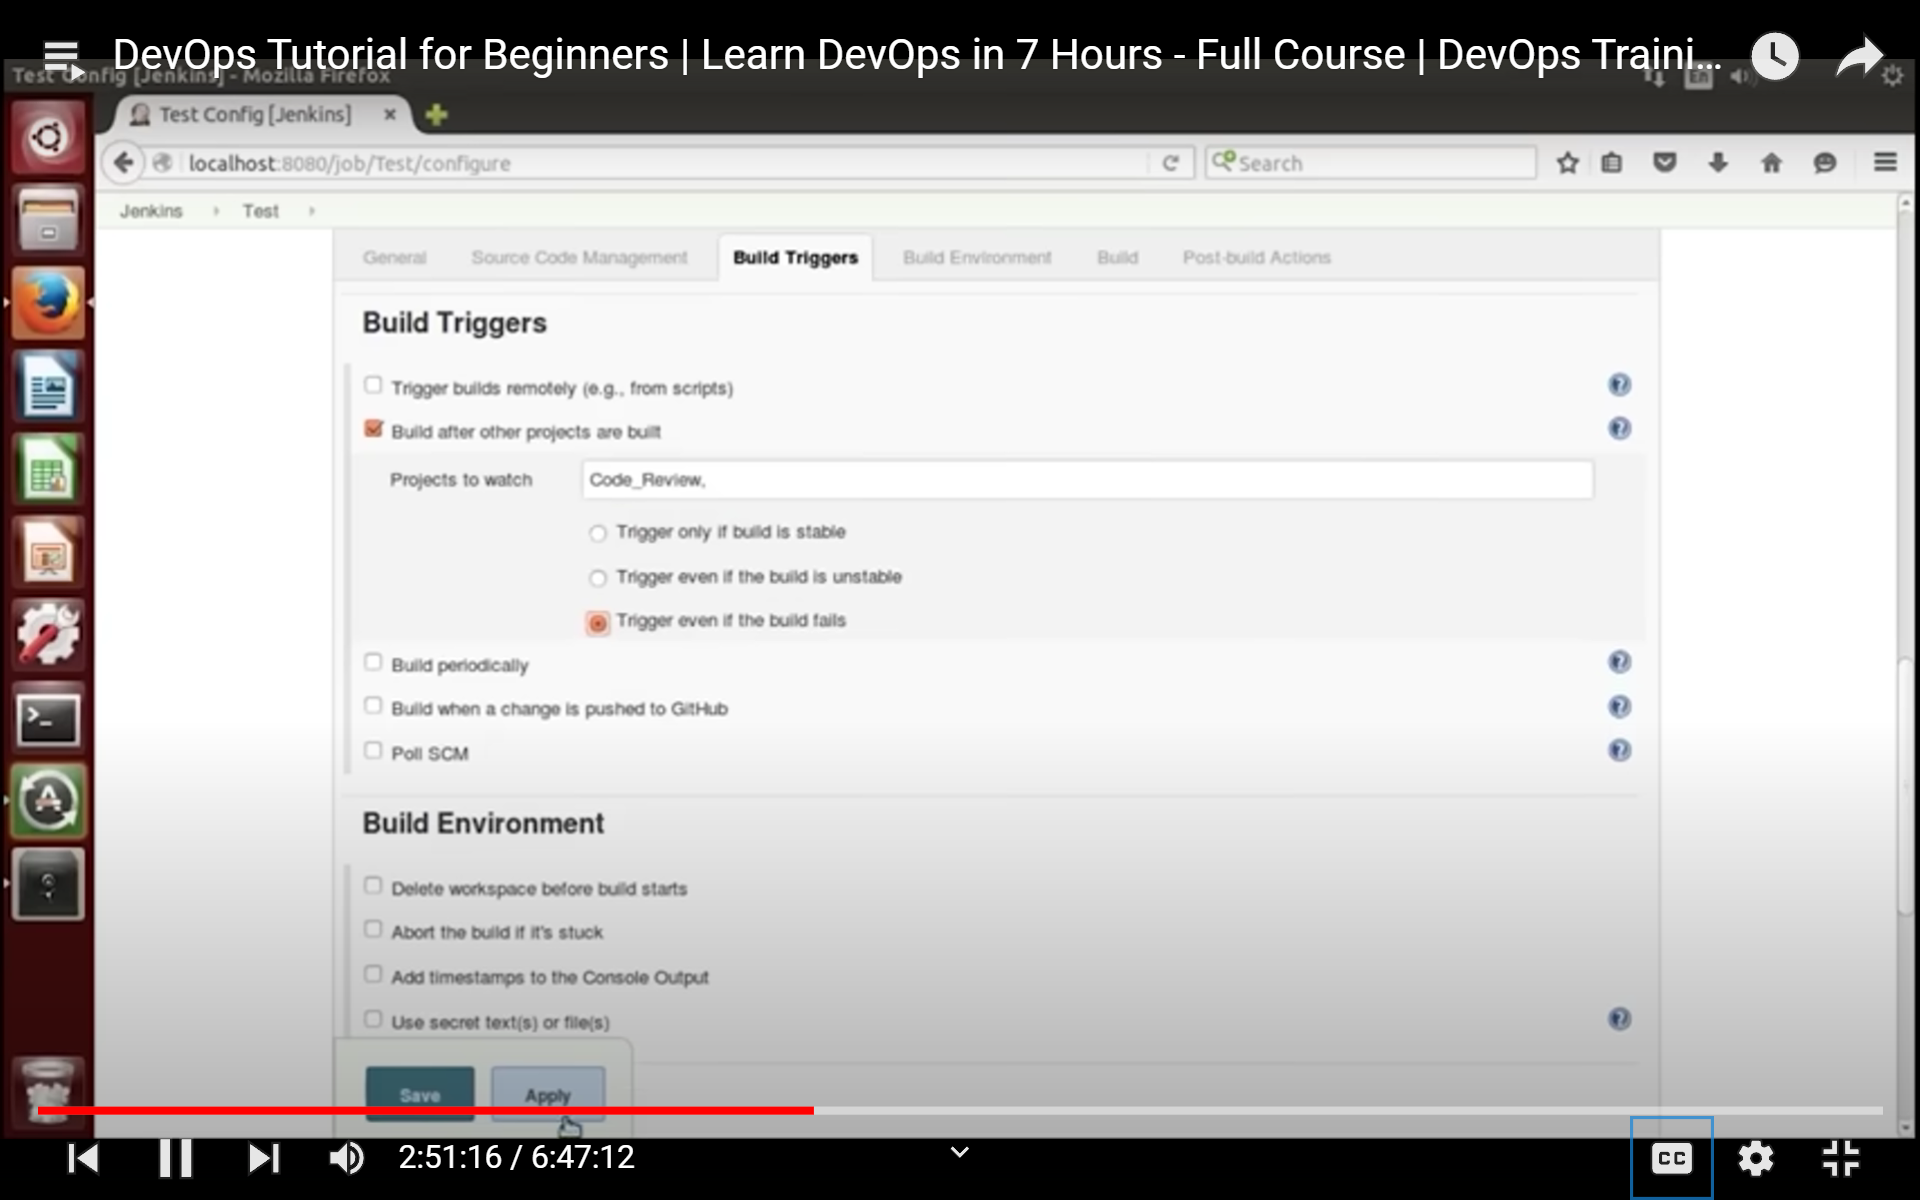 DevOps Tutorial for Beginners | Learn DevOps in 7 Hours - Full Course | DevOps Traini...
Test Config [Jenkins] - Mozilla Firefox
En
Test Config [Jenkins]
localhost:8080/job/Test/configure
Search
Jenkins
Test
General
Source Code Management
Build Triggers
Build Environment
Build
Post-build Actions
Build Triggers
Trigger builds remotely (e.g., from scripts)
Build after other projects are built
Projects to watch
Code_Review,
Trigger only if build is stable
Trigger even if the build is unstable
Trigger even if the build fails
Build periodically
Build when a change is pushed to GitHub
Poll SCM
Build Environment
Delete workspace before build starts
Abort the build if it's stuck
Add timestamps to the Console Output
Use secret text(s) or file(s)
Save
Apply
2:51:16 / 6:47:12
CC